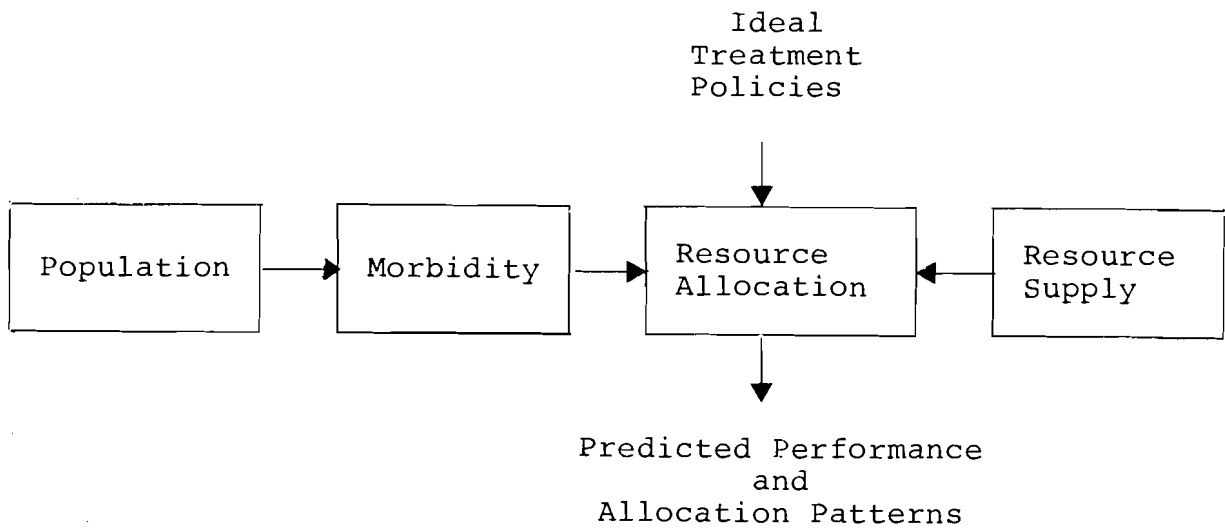 Ideal
Treatment
Policies
Population
Morbidity
Resource
Allocation
Resource
Supply
Predicted Performance
and
Allocation Patterns